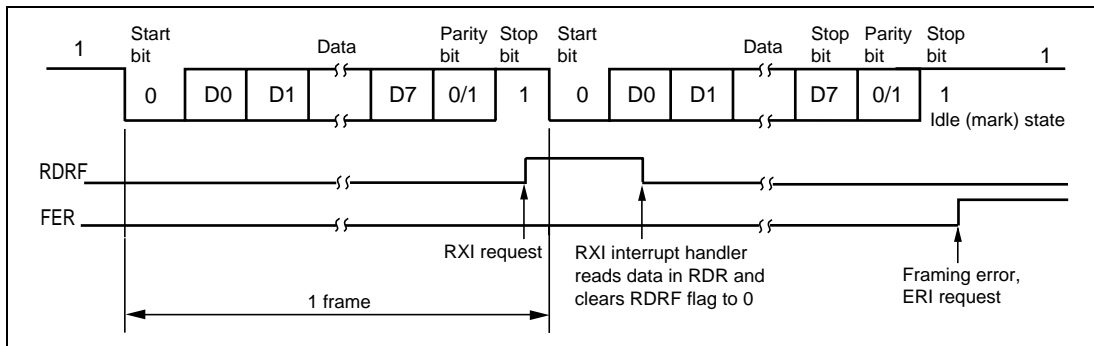 1
Start
bit
Data
Parity
bit
Stop
bit
Start
bit
Data
Stop
bit
Parity
bit
Stop
bit
1
0
D0
D1
D7
0/1
1
0
D0
D1
D7
0/1
1
Idle (mark) state
RDRF
FER
RXI request
RXI interrupt handler
reads data in RDR and
clears RDRF flag to 0
Framing error,
ERI request
1 frame